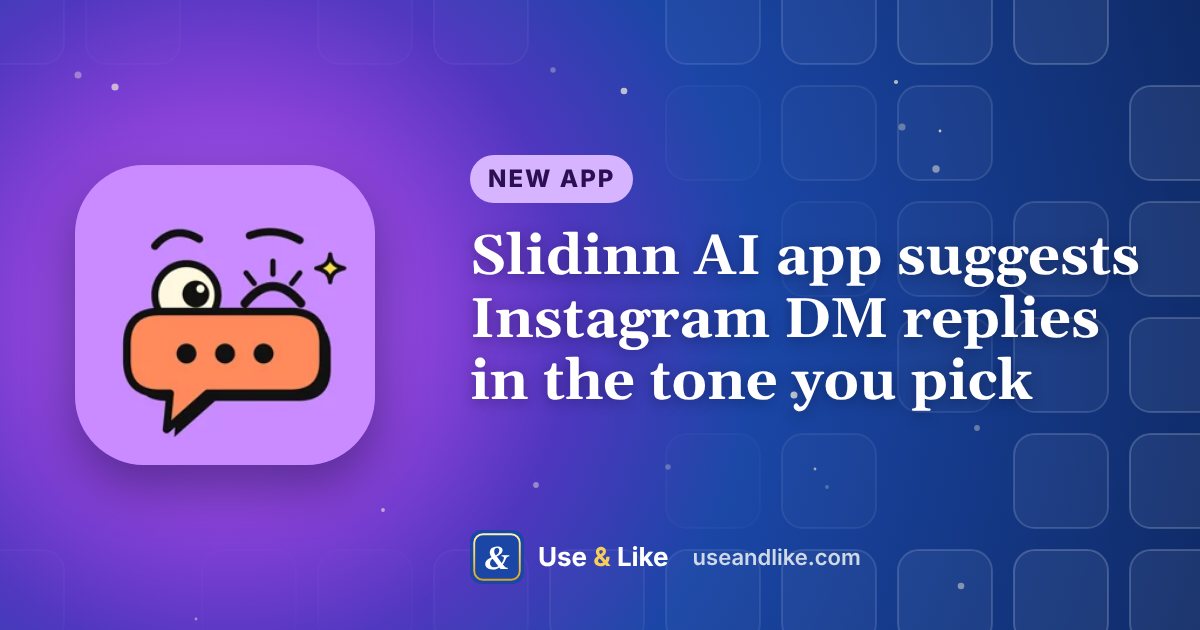 NEW APP
Slidinn AI app suggests
Instagram DM replies
in the tone you pick
& Use & Like useandlike.com